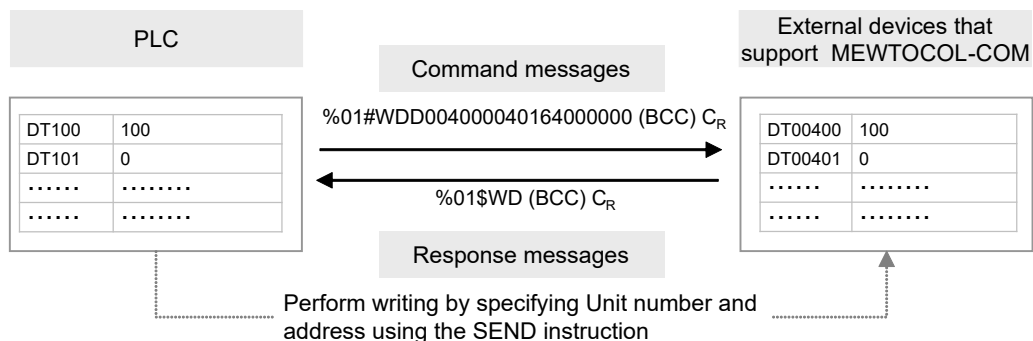 PLC
External devices that
support MEWTOCOL-COM
Command messages
%01#WDD004000040164000000 (BCC) CR
DT100 100
DT101 0
...... ........
...... ........
DT00400 100
DT00401 0
...... ........
...... ........
%01$WD (BCC) CR
Response messages
Perform writing by specifying Unit number and
address using the SEND instruction